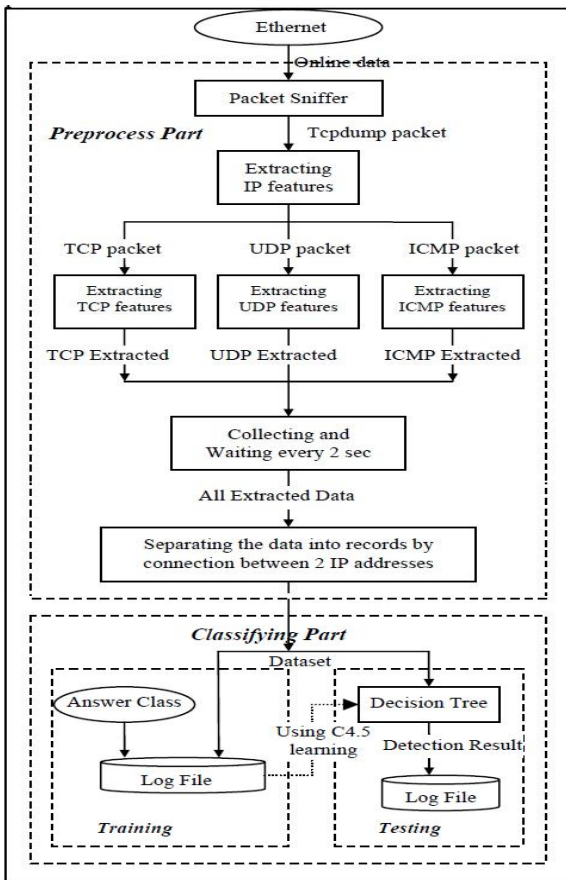 Ethernet
Online data
Packet Sniffer
Preprocess Part
Tcpdump packet
Extracting
IP features
TCP packet
UDP packet
ICMP packet
Extracting
TCP features
Extracting
UDP features
Extracting
ICMP features
TCP Extracted
UDP Extracted
ICMP Extracted
Collecting and
Waiting every 2 sec
All Extracted Data
Separating the data into records by
connection between 2 IP addresses
Classifying Part
Dataset
Answer Class
Decision Tree
Using C4.5
learning
Detection Result
Log File
Log File
Training
Testing